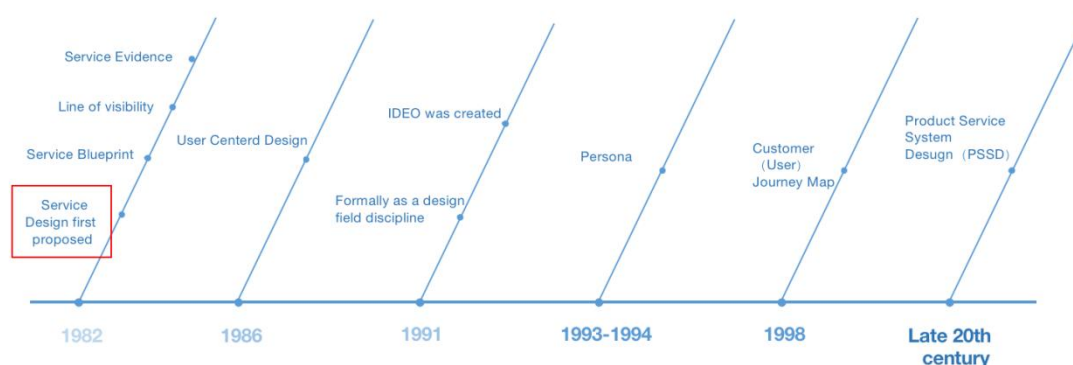 Service Evidence
Line of visibility
Service Blueprint
Service
Design first
proposed
User Centerd Design
IDEO was created
Formally as a design
field discipline
Persona
Customer
（User）
Journey Map
Product Service
System
Desugn（PSSD）
1982
1986
1991
1993-1994
1998
Late 20th
century